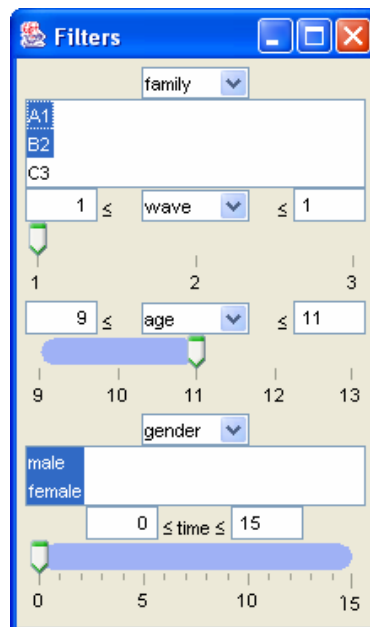 Filters
family
A1
B2
C3
1 ≤ wave ≤ 1
1 2 3
9 ≤ age ≤ 11
9 10 11 12 13
gender
male
female
0 ≤ time ≤ 15
0 5 10 15